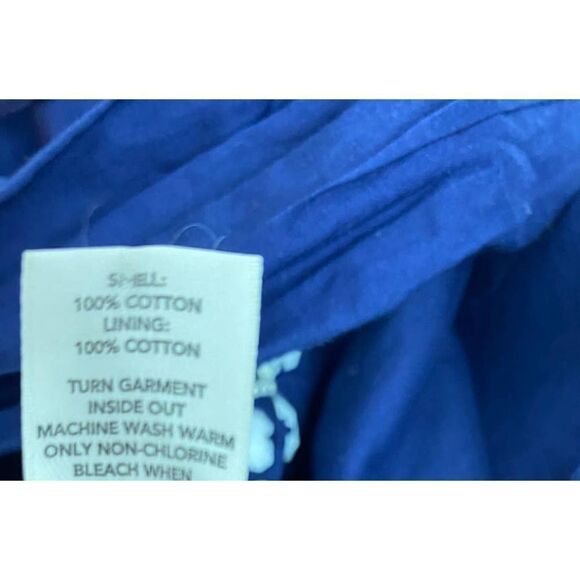 SHELL:
100% COTTON
LINING:
100% COTTON
TURN GARMENT
INSIDE OUT
MACHINE WASH WARM
ONLY NON-CHLORINE
BLEACH WHEN